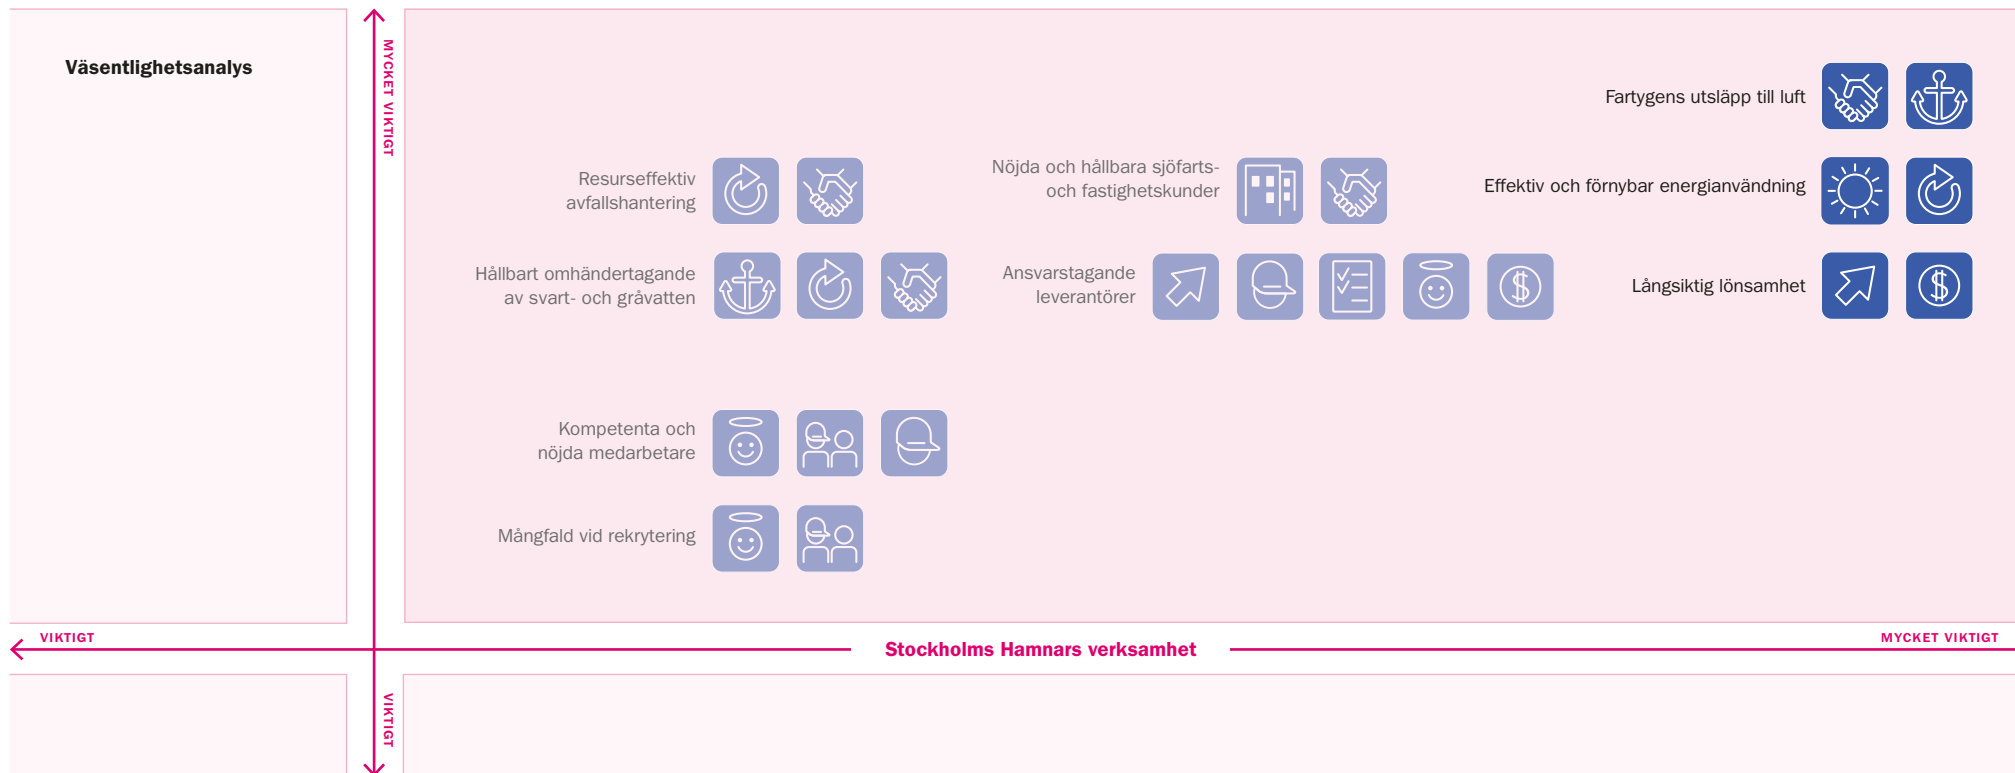 Väsentlighetsanalys
MYCKET VIKTIGT
Fartygens utsläpp till luft
Resurseffektiv
avfallshantering
Nöjda och hållbara sjöfarts-
och fastighetskunder
Effektiv och förnybar energianvändning
Hållbart omhändertagande
av svart- och gråvatten
Ansvarstagande
leverantörer
$
Långsiktig lönsamhet
$
Kompetenta och
nöjda medarbetare
Mångfald vid rekrytering
VIKTIGT
Stockholms Hamnars verksamhet
MYCKET VIKTIGT
VIKTIGT